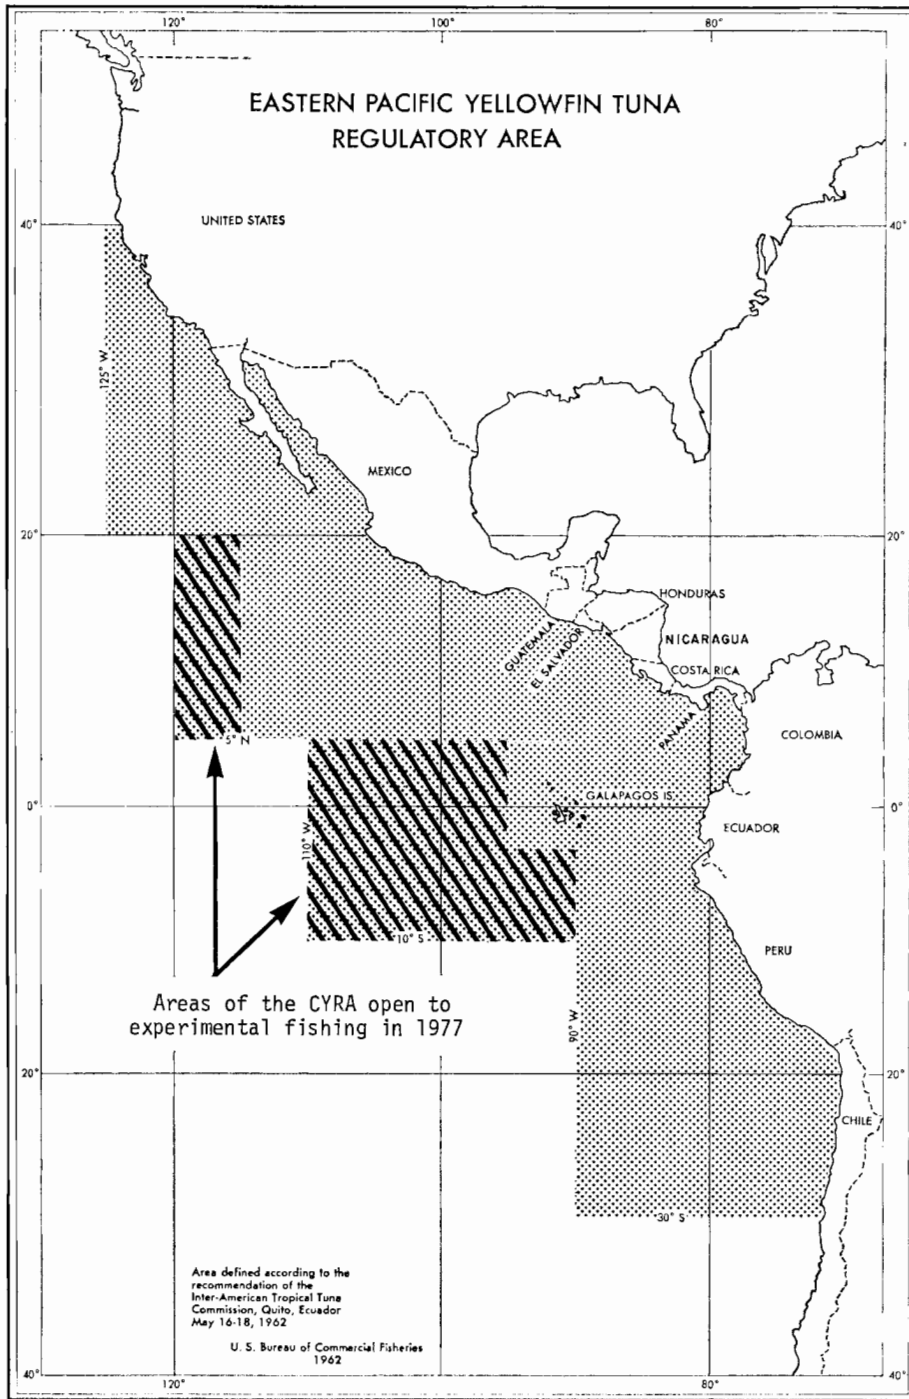 120°
100°
80°
EASTERN PACIFIC YELLOWFIN TUNA
REGULATORY AREA
UNITED STATES
40°
40°
125° W
MEXICO
20°
20°
HONDURAS
GUATEMALA
EL SALVADOR
NICARAGUA
COSTA RICA
PANAMA
COLOMBIA
5° N
GALAPAGOS IS.
0°
0°
110° W
ECUADOR
10° S
PERU
Areas of the CYRA open to
experimental fishing in 1977
90° W
20°
20°
CHILE
30° S
Area defined according to the
recommendation of the
Inter-American Tropical Tuna
Commission, Quito, Ecuador
May 16-18, 1962
U. S. Bureau of Commercial Fisheries
1962
40°
40°
120°
80°